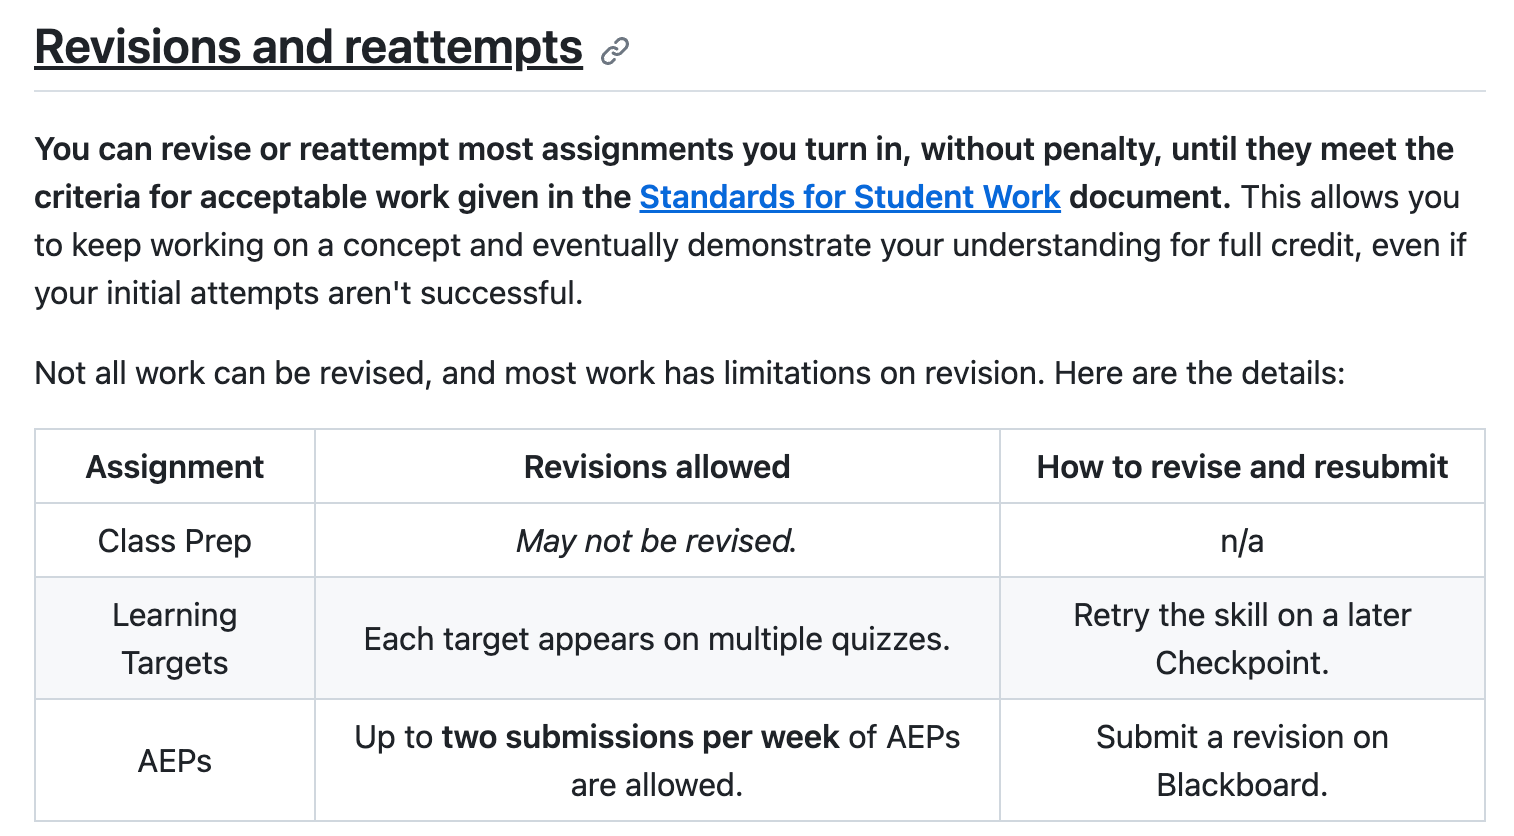 Revisions and reattempts
You can revise or reattempt most assignments you turn in, without penalty, until they meet the
criteria for acceptable work given in the Standards for Student Work document. This allows you
to keep working on a concept and eventually demonstrate your understanding for full credit, even if
your initial attempts aren't successful.
Not all work can be revised, and most work has limitations on revision. Here are the details:
Assignment
Revisions allowed
How to revise and resubmit
Class Prep
May not be revised.
n/a
Learning
Targets
Each target appears on multiple quizzes.
Retry the skill on a later
Checkpoint.
AEPs
Up to two submissions per week of AEPs
are allowed.
Submit a revision on
Blackboard.